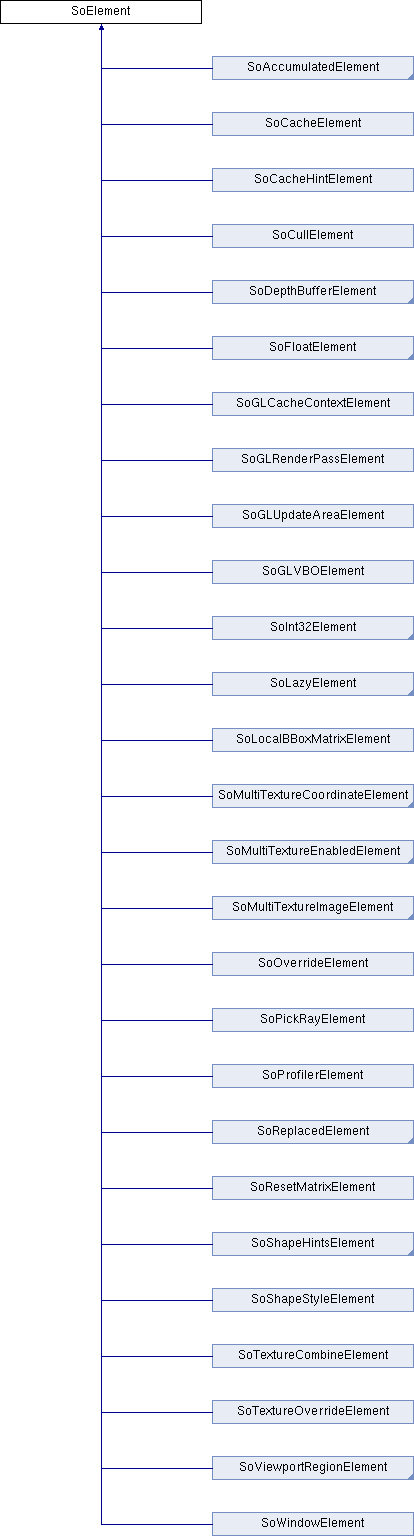 SoElement
SoAccumulatedElement
SoCacheElement
SoCacheHintElement
SoCullElement
SoDepthBufferElement
SoFloatElement
SoGLCacheContextElement
SoGLRenderPassElement
SoGLUpdateAreaElement
SoGLVBOElement
SoInt32Element
SoLazyElement
SoLocalBBoxMatrixElement
SoMultiTextureCoordinateElement
SoMultiTextureEnabledElement
SoMultiTextureImageElement
SoOverrideElement
SoPickRayElement
SoProfilerElement
SoReplacedElement
SoResetMatrixElement
SoShapeHintsElement
SoShapeStyleElement
SoTextureCombineElement
SoTextureOverrideElement
SoViewportRegionElement
SoWindowElement